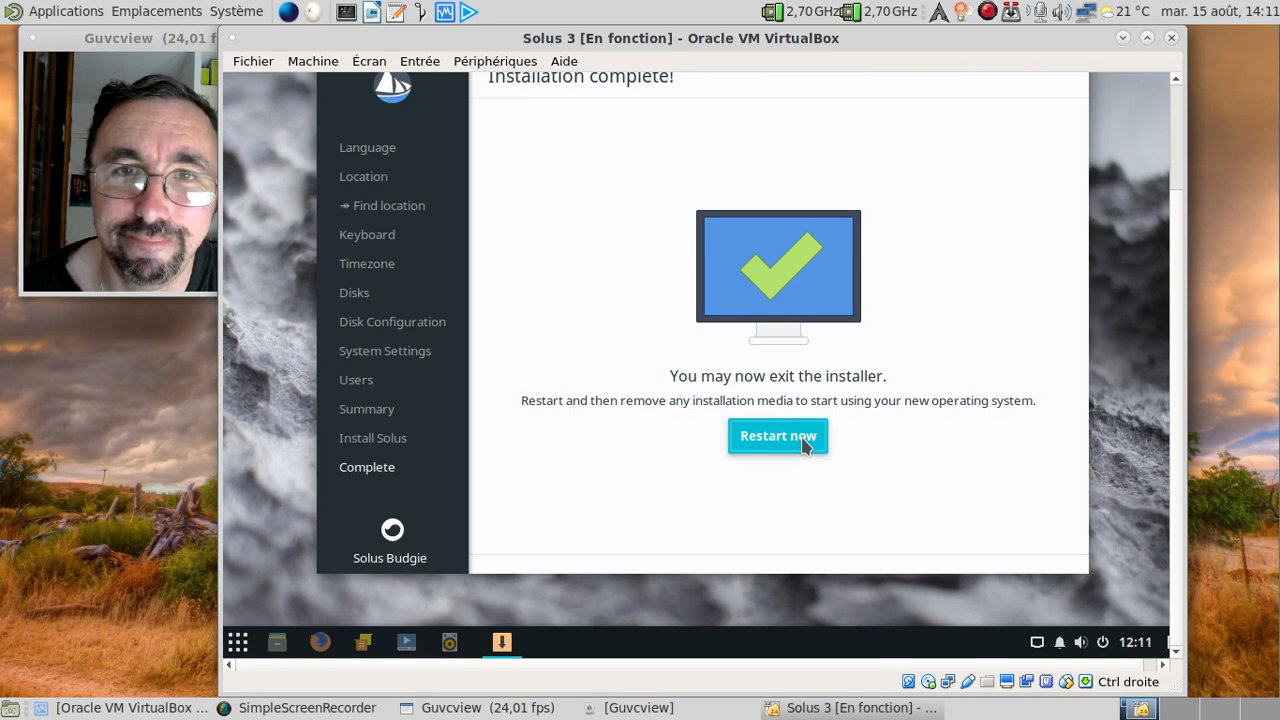 Applications Emplacements Système 2,70 GHz 2,70 GHz 21 °C mar. 15 août, 14:11
Guvcview (24,01 f
Solus 3 [En fonction] - Oracle VM VirtualBox
Fichier Machine Écran Entrée Périphériques Aide
Installation complete!
Language
Location
↠ Find location
Keyboard
Timezone
Disks
Disk Configuration
System Settings
Users
Summary
Install Solus
Complete
Solus Budgie
You may now exit the installer.
Restart and then remove any installation media to start using your new operating system.
Restart now
12:11
Ctrl droite
[Oracle VM VirtualBox ... SimpleScreenRecorder Guvcview (24,01 fps) [Guvcview] Solus 3 [En fonction] - ...